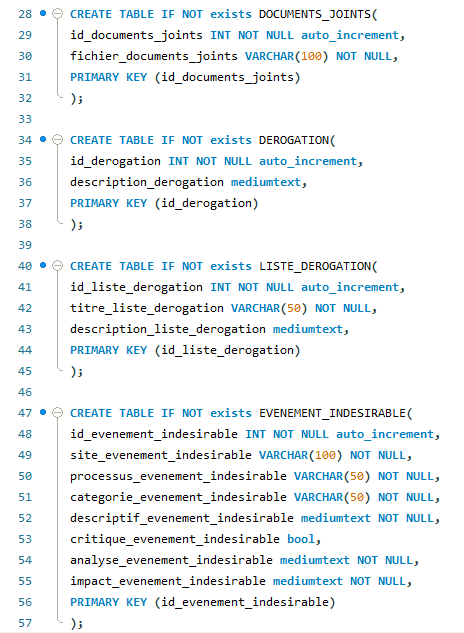 28 CREATE TABLE IF NOT exists DOCUMENTS_JOINTS(
29 id_documents_joints INT NOT NULL auto_increment,
30 fichier_documents_joints VARCHAR(100) NOT NULL,
31 PRIMARY KEY (id_documents_joints)
32 );
33
34 CREATE TABLE IF NOT exists DEROGATION(
35 id_derogation INT NOT NULL auto_increment,
36 description_derogation mediumtext,
37 PRIMARY KEY (id_derogation)
38 );
39
40 CREATE TABLE IF NOT exists LISTE_DEROGATION(
41 id_liste_derogation INT NOT NULL auto_increment,
42 titre_liste_derogation VARCHAR(50) NOT NULL,
43 description_liste_derogation mediumtext,
44 PRIMARY KEY (id_liste_derogation)
45 );
46
47 CREATE TABLE IF NOT exists EVENEMENT_INDESIRABLE(
48 id_evenement_indesirable INT NOT NULL auto_increment,
49 site_evenement_indesirable VARCHAR(100) NOT NULL,
50 processus_evenement_indesirable VARCHAR(50) NOT NULL,
51 categorie_evenement_indesirable VARCHAR(50) NOT NULL,
52 descriptif_evenement_indesirable mediumtext NOT NULL,
53 critique_evenement_indesirable bool,
54 analyse_evenement_indesirable mediumtext NOT NULL,
55 impact_evenement_indesirable mediumtext NOT NULL,
56 PRIMARY KEY (id_evenement_indesirable)
57 );